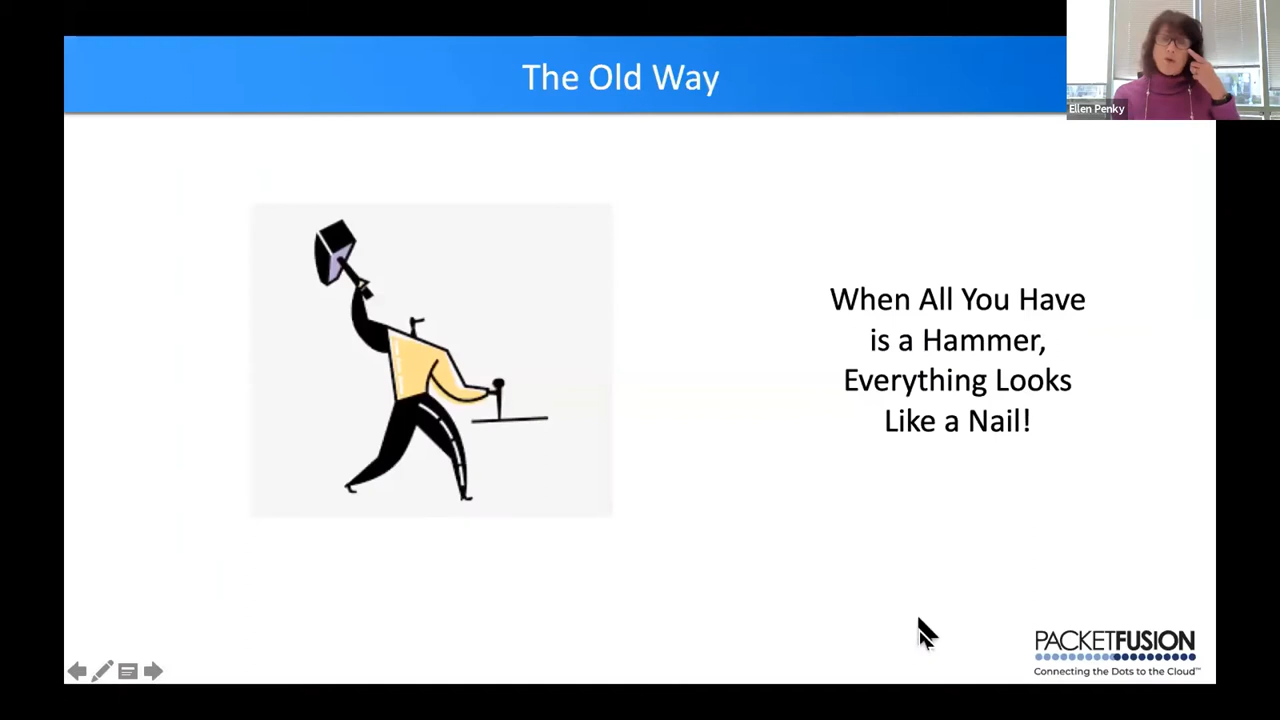 The Old Way
Ellen Penky
When All You Have
is a Hammer,
Everything Looks
Like a Nail!
PACKETFUSION
Connecting the Dots to the Cloud™